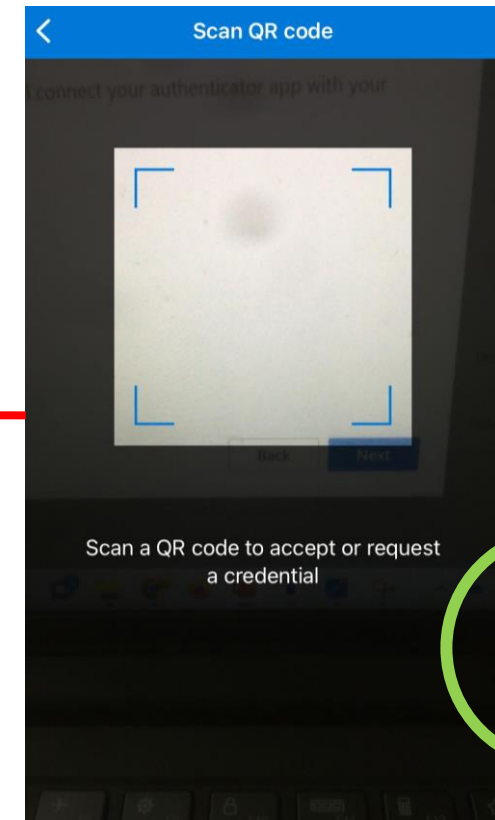 Scan QR code
connect your authenticator app with your
Back
Next
Scan a QR code to accept or request
a credential